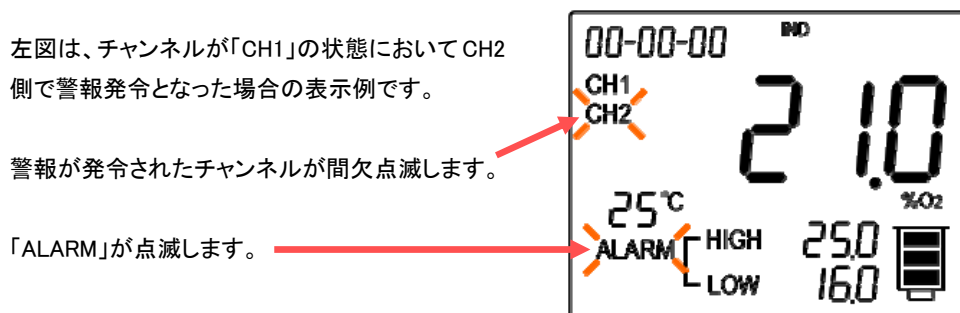 左図は、チャンネルが「CH1」の状態においてCH2
側で警報発令となった場合の表示例です。
警報が発令されたチャンネルが間欠点滅します。
「ALARM」が点滅します。
00-00-00
IND
CH1
CH2
21.0
%O2
25℃
ALARM
HIGH 25.0
LOW 16.0